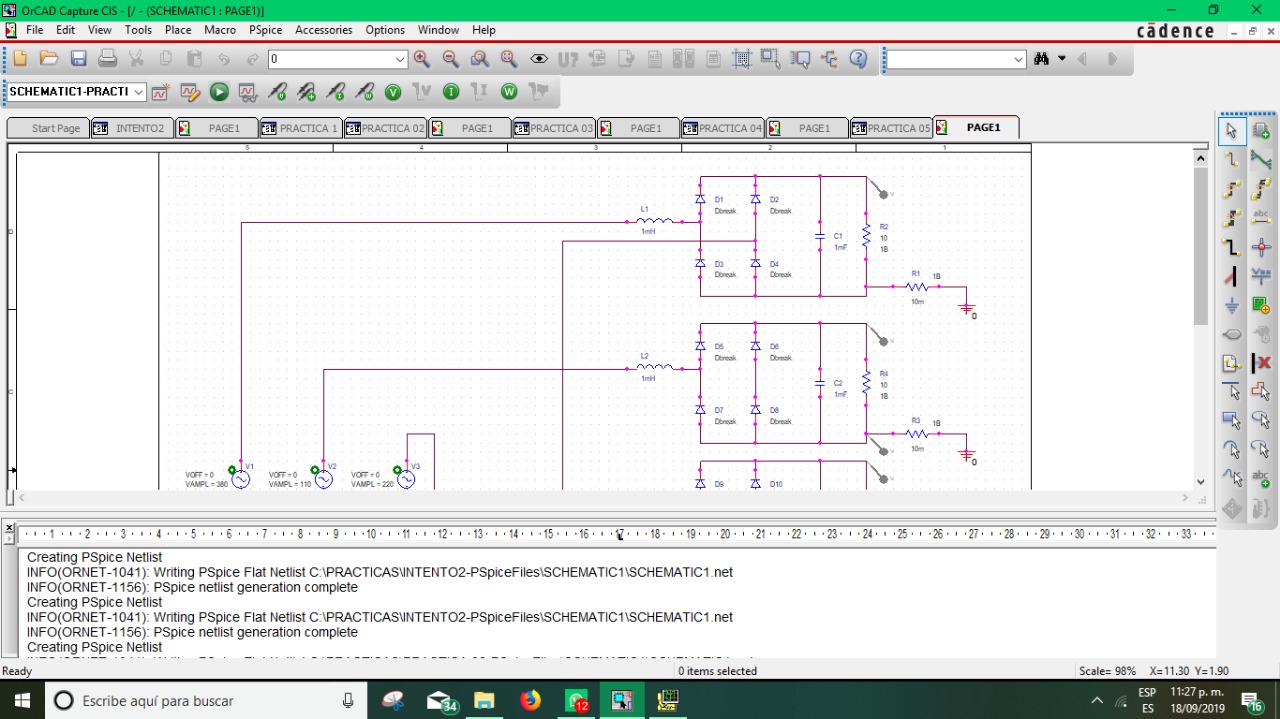 OrCAD Capture CIS - [/ - (SCHEMATIC1 : PAGE1)]
File Edit View Tools Place Macro PSpice Accessories Options Window Help
cādence
0
U?
SCHEMATIC1-PRACTI
V V I I W
Start Page INTENTO2 PAGE1 PRACTICA 1 PRACTICA 02 PAGE1 PRACTICA 03 PAGE1 PRACTICA 04 PAGE1 PRACTICA 05 PAGE1
5 4 3 2 1
D
C
L1
1mH
D1
Dbreak
D2
Dbreak
V
C1
1mF
R2
10
1B
D3
Dbreak
D4
Dbreak
R1 1B
10m
0
L2
1mH
D5
Dbreak
D6
Dbreak
V
C2
1mF
R4
10
1B
D7
Dbreak
D8
Dbreak
R3 1B
10m
0
V
V1
VOFF = 0
VAMPL = 380
V2
VOFF = 0
VAMPL = 110
V3
VOFF = 0
VAMPL = 220
D9
D10
V
abc
abc
1 2 3 4 5 6 7 8 9 10 11 12 13 14 15 16 17 18 19 20 21 22 23 24 25 26 27 28 29 30 31 32 33
Creating PSpice Netlist
INFO(ORNET-1041): Writing PSpice Flat Netlist C:\PRACTICAS\INTENTO2-PSpiceFiles\SCHEMATIC1\SCHEMATIC1.net
INFO(ORNET-1156): PSpice netlist generation complete
Creating PSpice Netlist
INFO(ORNET-1041): Writing PSpice Flat Netlist C:\PRACTICAS\INTENTO2-PSpiceFiles\SCHEMATIC1\SCHEMATIC1.net
INFO(ORNET-1156): PSpice netlist generation complete
Creating PSpice Netlist
Ready 0 items selected Scale= 98% X=11.30 Y=1.90
Escribe aquí para buscar
34
12
ESP
ES
11:27 p. m.
18/09/2019
16